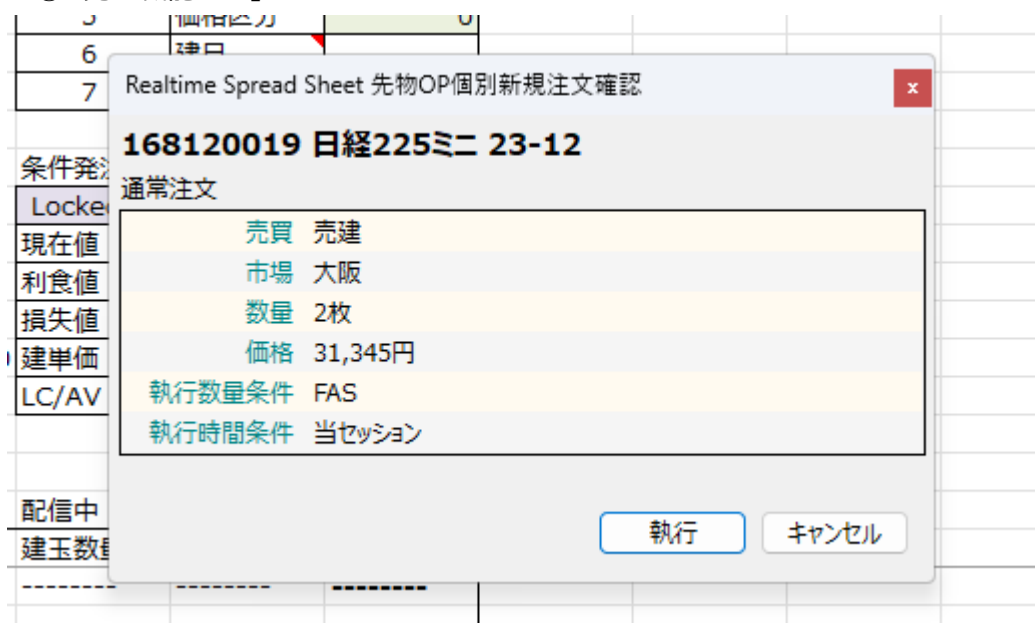 5 価格区分 0
6 建日
7
Realtime Spread Sheet 先物OP個別新規注文確認
x
168120019 日経225ミニ 23-12
条件発
通常注文
Locke
売買 売建
現在値
市場 大阪
利食値
数量 2枚
損失値
価格 31,345円
建単価
執行数量条件 FAS
LC/AV
執行時間条件 当セッション
配信中
執行 キャンセル
建玉数
-------- -------- --------